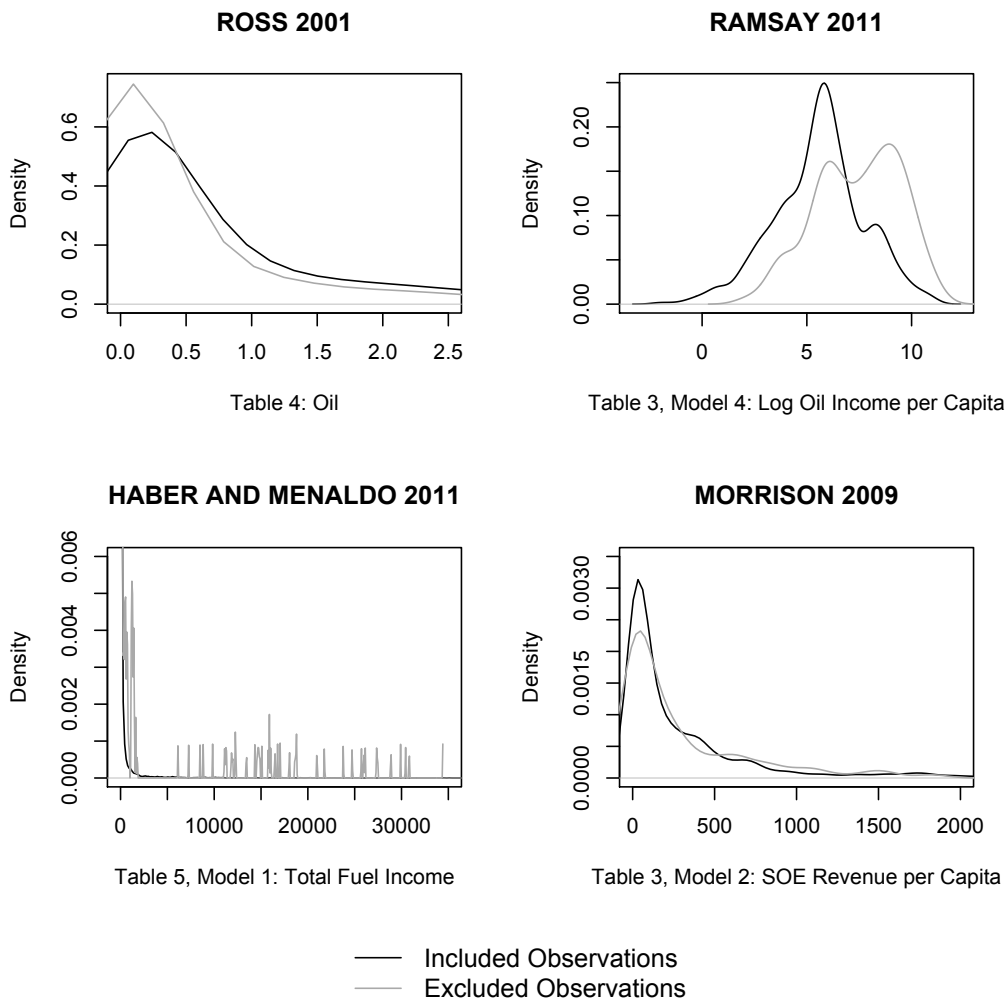 ROSS 2001
Density
0.0 0.2 0.4 0.6
0.0 0.5 1.0 1.5 2.0 2.5
Table 4: Oil
RAMSAY 2011
Density
0.00 0.10 0.20
0 5 10
Table 3, Model 4: Log Oil Income per Capita
HABER AND MENALDO 2011
Density
0.000 0.002 0.004 0.006
0 10000 20000 30000
Table 5, Model 1: Total Fuel Income
MORRISON 2009
Density
0.0000 0.0015 0.0030
0 500 1000 1500 2000
Table 3, Model 2: SOE Revenue per Capita
Included Observations
Excluded Observations